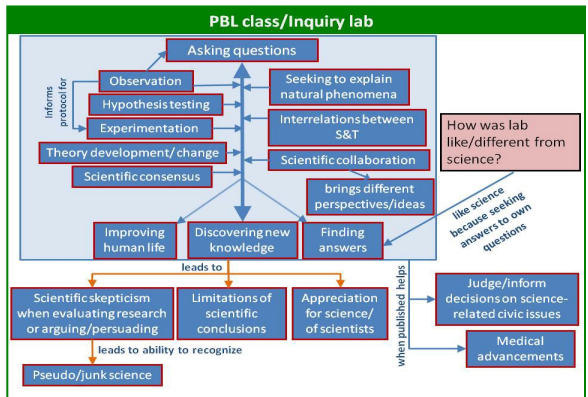 PBL class/Inquiry lab
Asking questions
Observation
Informs
protocol for
Seeking to explain
natural phenomena
Hypothesis testing
Experimentation
Interrelations between
S&T
How was lab
like/different from
science?
Theory development/ change
Scientific collaboration
Scientific consensus
brings different
perspectives/ideas
like science
because seeking
answers to own
questions
Improving
human life
Discovering new
knowledge
Finding
answers
leads to
when published helps
Scientific skepticism
when evaluating research
or arguing/persuading
Limitations of
scientific
conclusions
Appreciation
for science/
of scientists
Judge/inform
decisions on science-
related civic issues
leads to ability to recognize
Medical
advancements
Pseudo/junk science